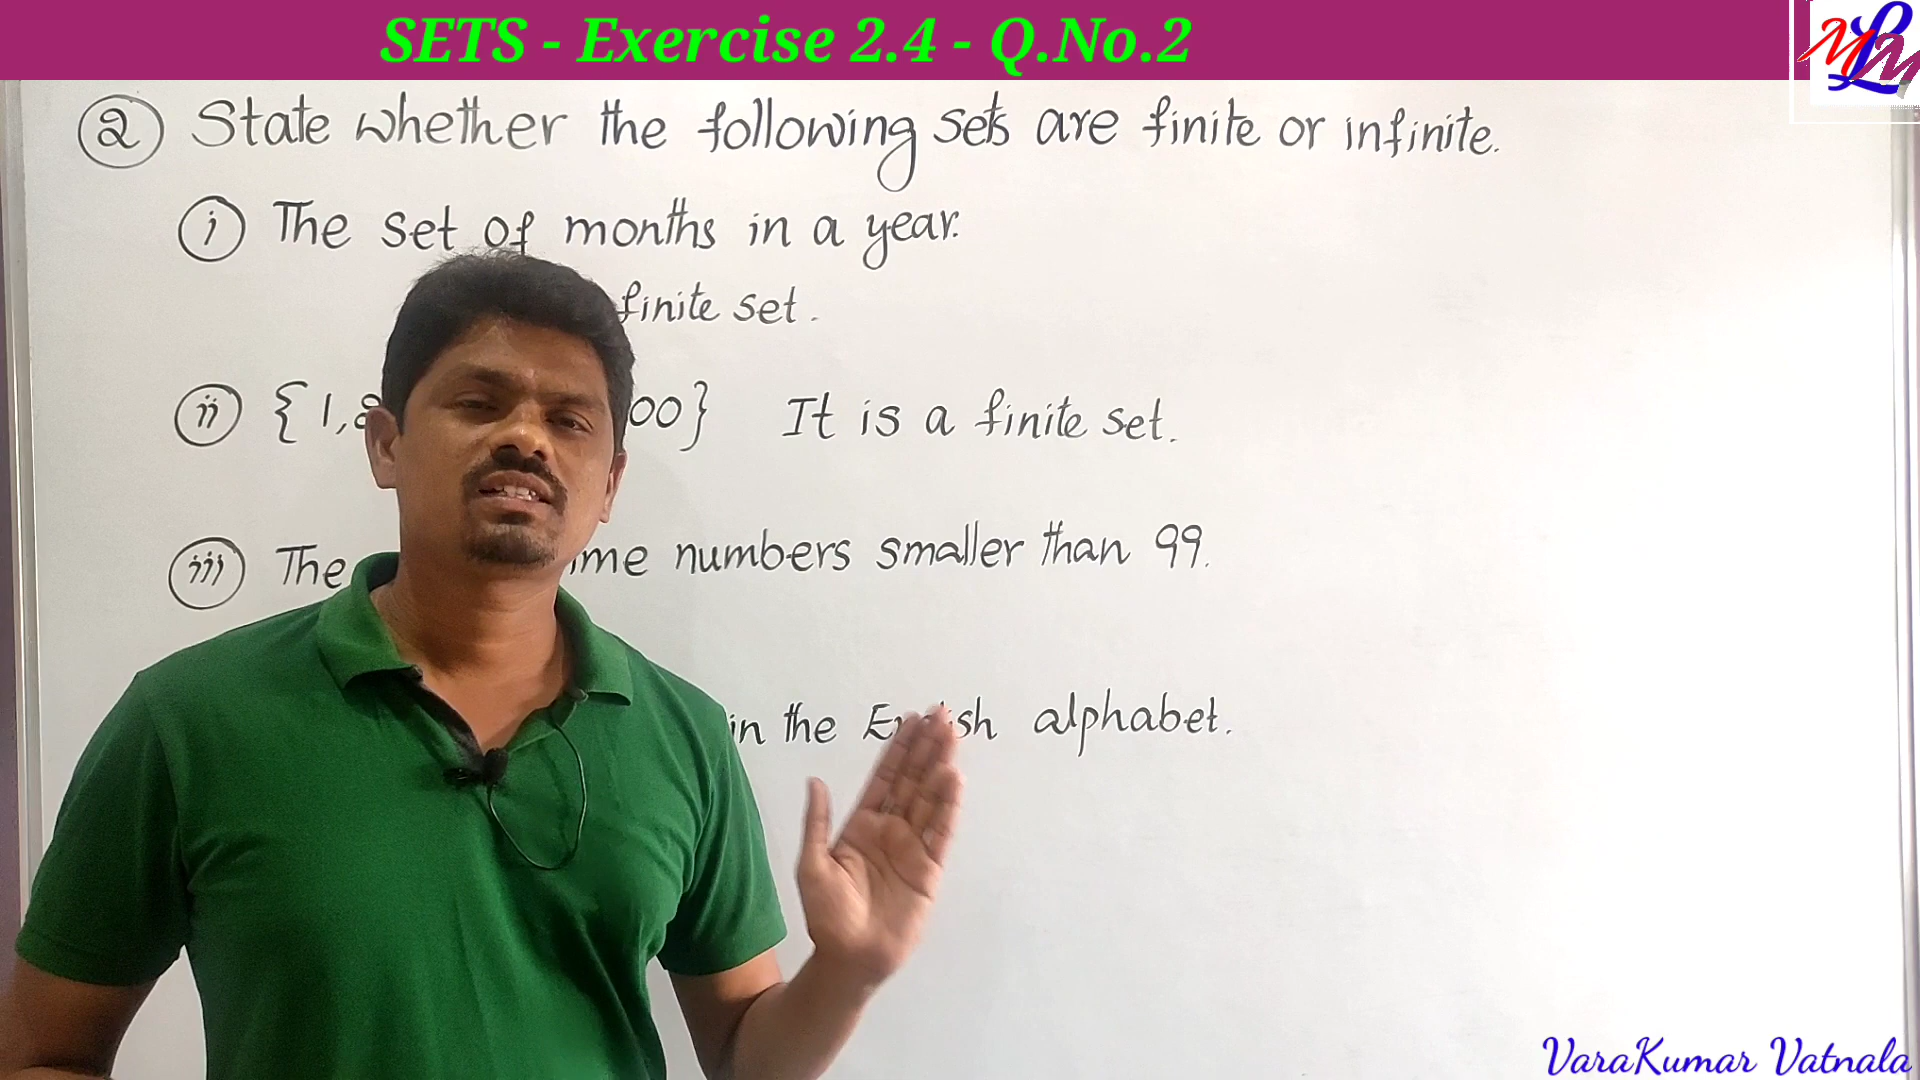 SETS - Exercise 2.4 - Q.No.2
MLM
2 State whether the following sets are finite or infinite.
i The set of months in a year.
finite set.
ii {1, 00} It is a finite set.
iii The numbers smaller than 99.
in the alphabet.
VaraKumar Vatnala